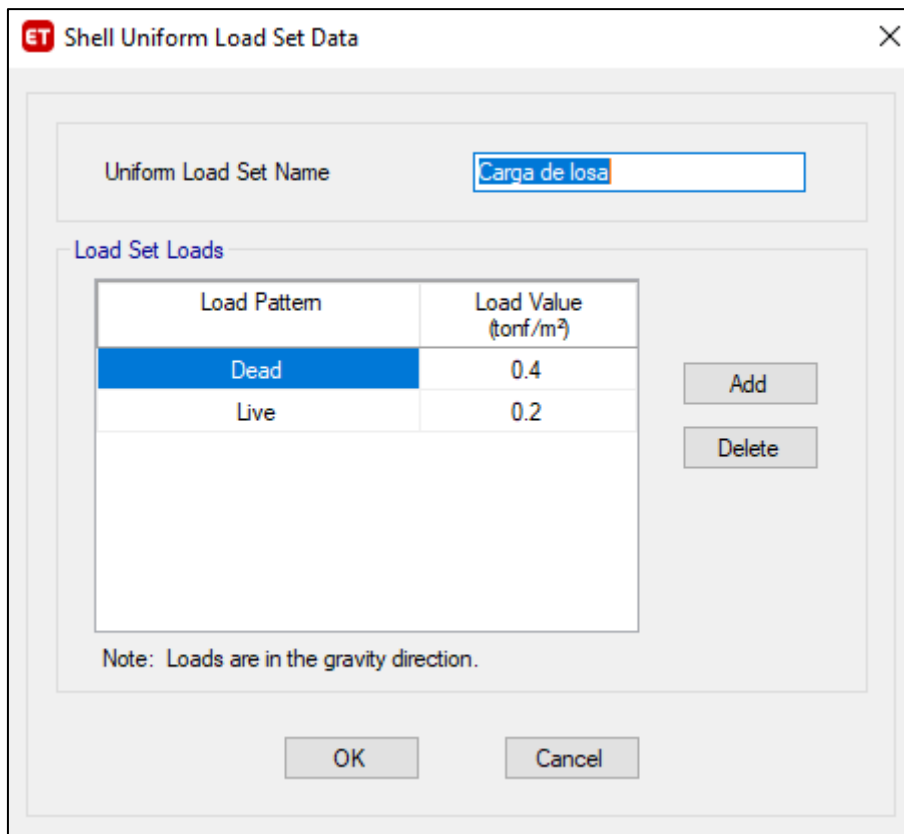 ET Shell Uniform Load Set Data
Uniform Load Set Name Carga de losa
Load Set Loads
Load Pattern Load Value
(tonf/m²)
Dead 0.4
Add
Live 0.2
Delete
Note: Loads are in the gravity direction.
OK Cancel